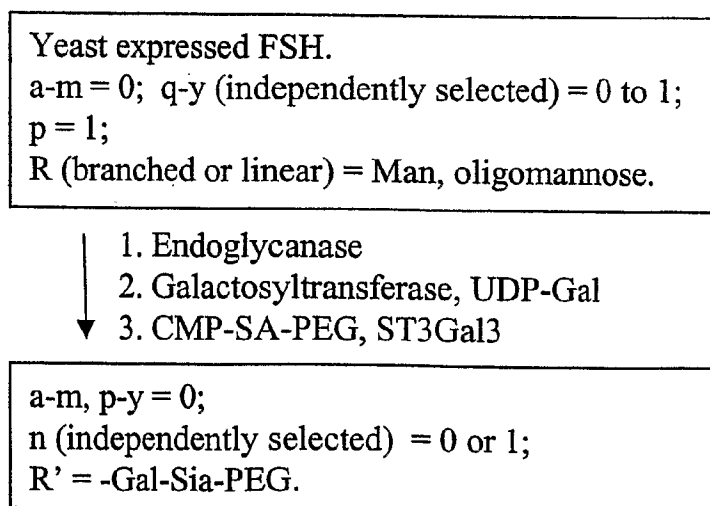 Yeast expressed FSH.
a-m = 0; q-y (independently selected) = 0 to 1;
p = 1;
R (branched or linear) = Man, oligomannose.
1. Endoglycanase
2. Galactosyltransferase, UDP-Gal
3. CMP-SA-PEG, ST3Gal3
a-m, p-y = 0;
n (independently selected) = 0 or 1;
R' = -Gal-Sia-PEG.